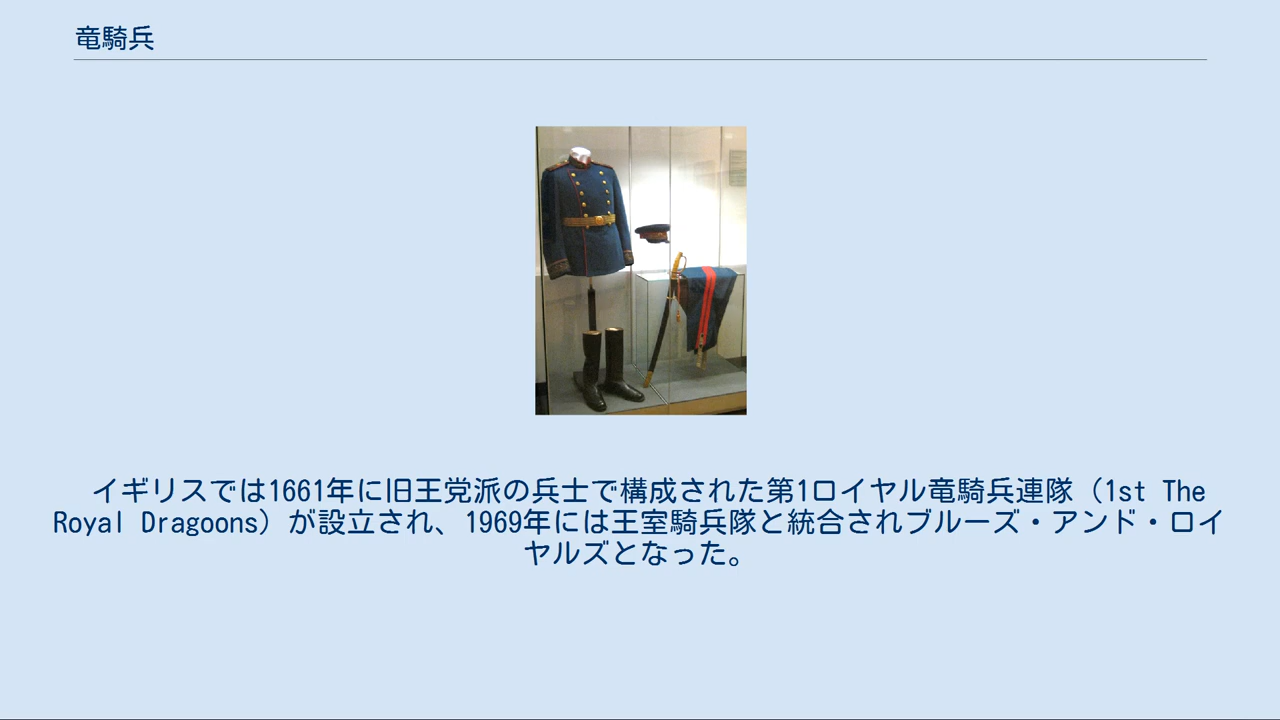 竜騎兵
イギリスでは1661年に旧王党派の兵士で構成された第1ロイヤル竜騎兵連隊（1st The
Royal Dragoons）が設立され、1969年には王室騎兵隊と統合されブルーズ・アンド・ロイ
ヤルズとなった。